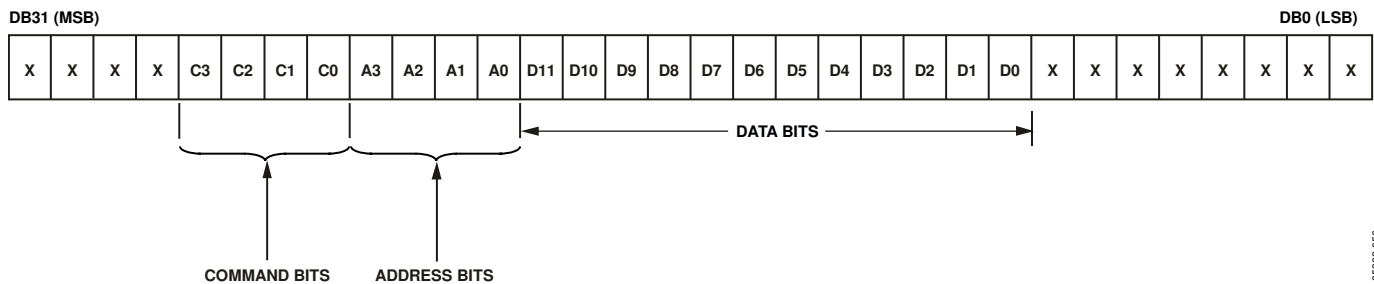 DB31 (MSB) DB0 (LSB)
X X X X C3 C2 C1 C0 A3 A2 A1 A0 D11 D10 D9 D8 D7 D6 D5 D4 D3 D2 D1 D0 X X X X X X X X
DATA BITS
COMMAND BITS ADDRESS BITS